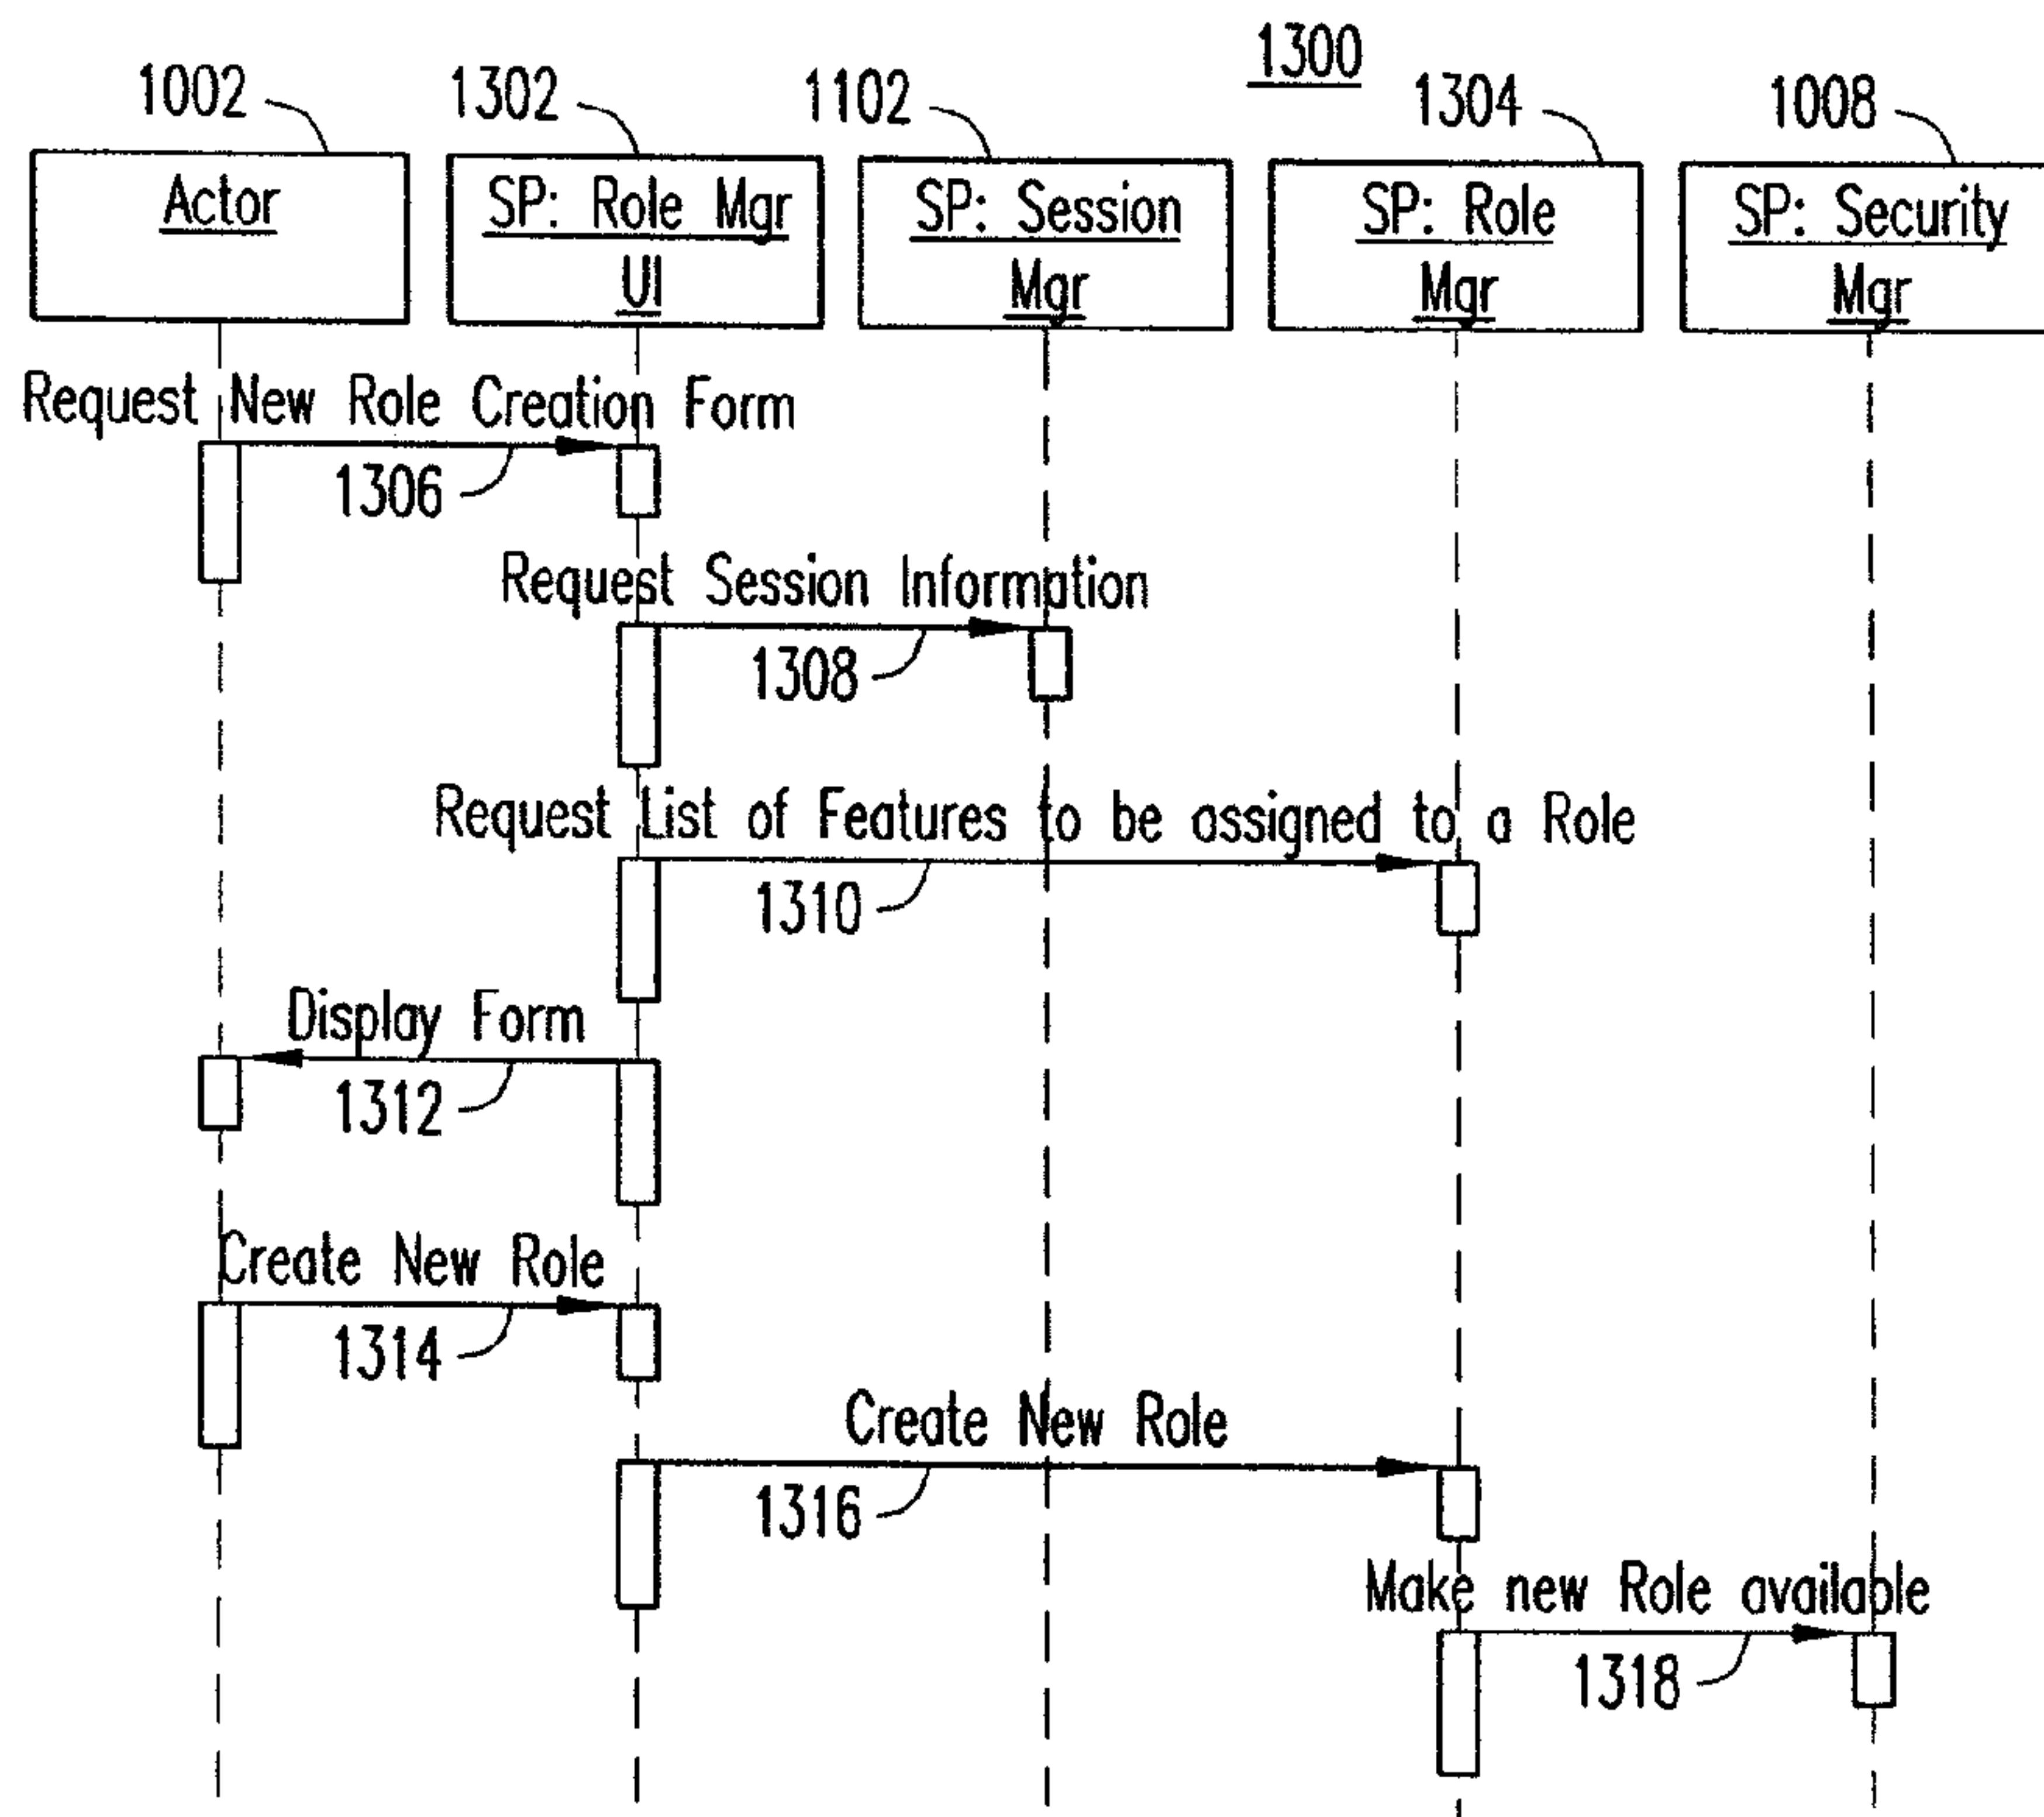 1300
1002
1302
1102
1304
1008
Actor
SP: Role Mgr
UI
SP: Session
Mgr
SP: Role
Mgr
SP: Security
Mgr
Request New Role Creation Form
1306
Request Session Information
1308
Request List of Features to be assigned to a Role
1310
Display Form
1312
Create New Role
1314
Create New Role
1316
Make new Role available
1318